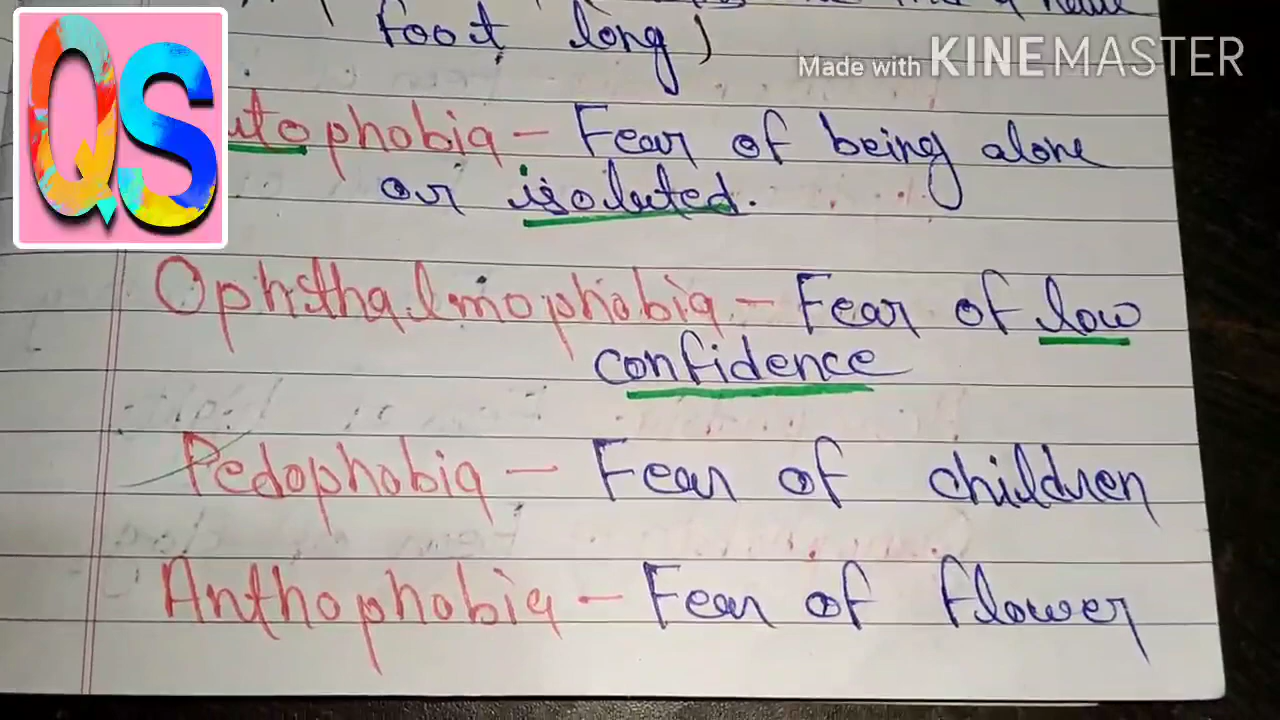 foot long)
Made with KINEMASTER
QS
utophobia - Fear of being alone
or isolated.
Ophthalmophobia - Fear of low
confidence
Pedophobia - Fear of children
Anthophobia - Fear of flower